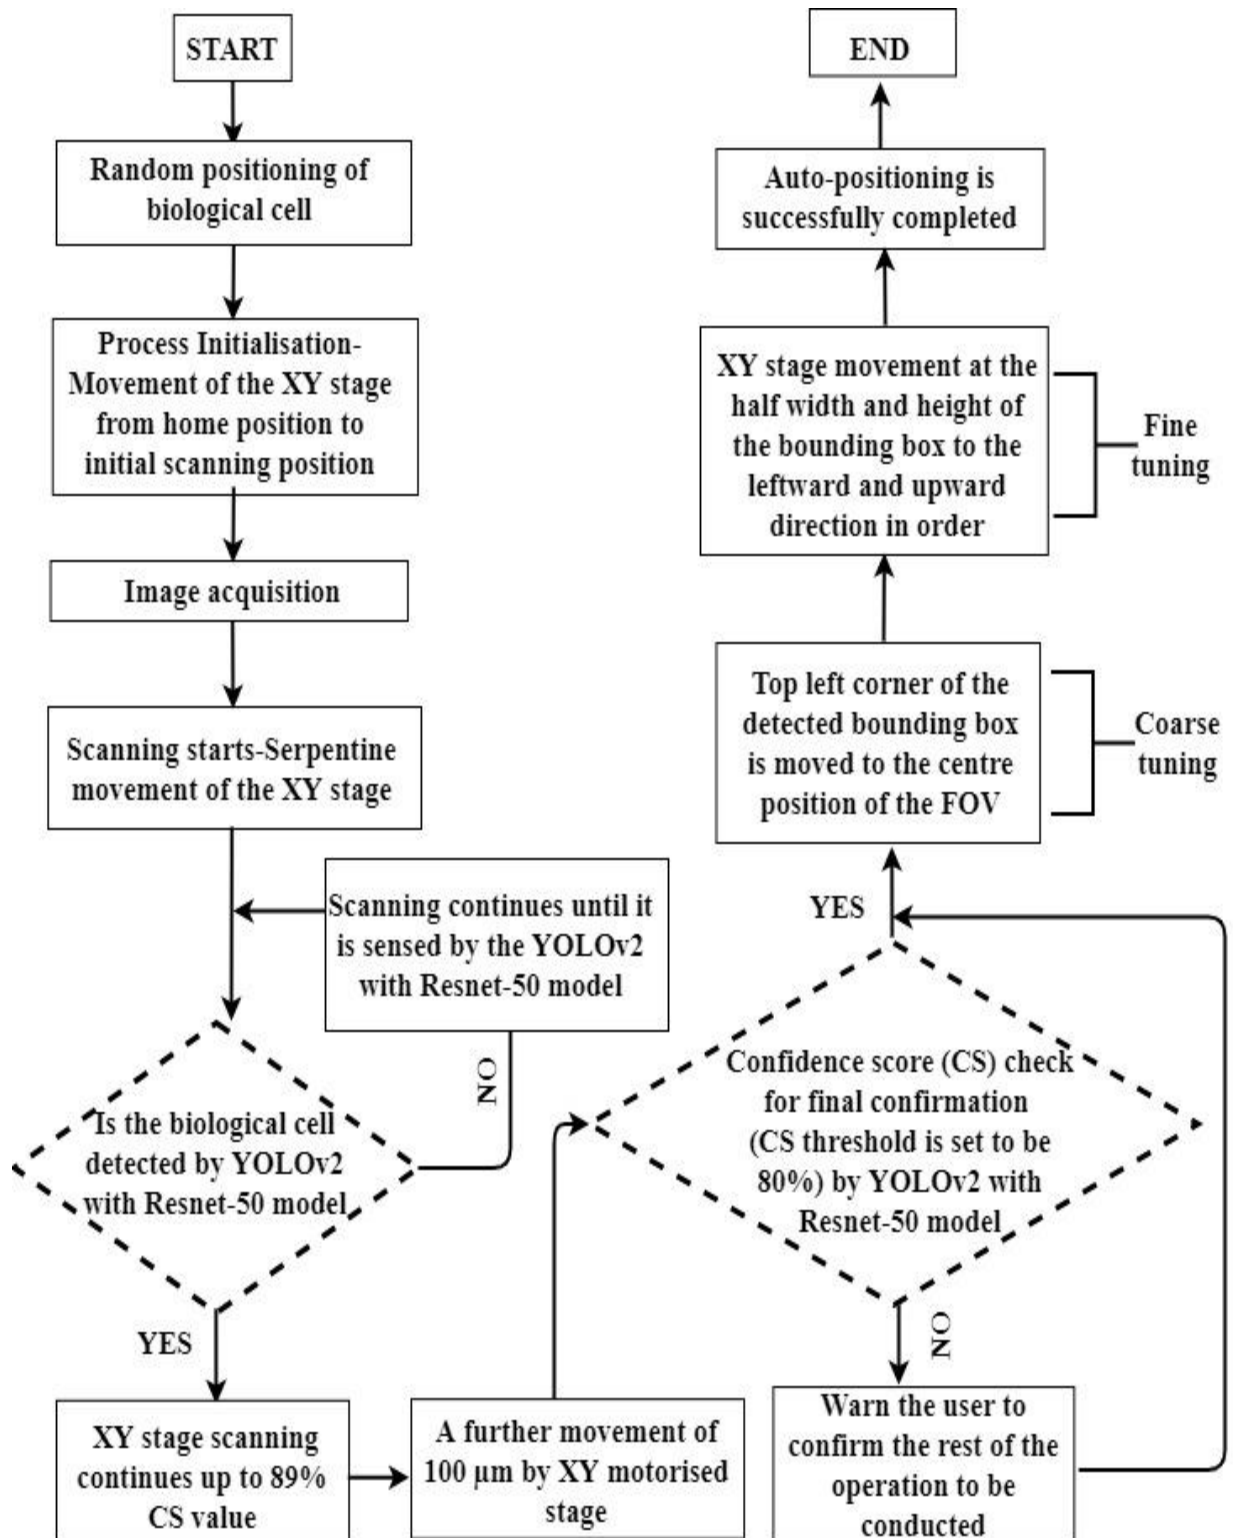 START
Random positioning of
biological cell
Process Initialisation-
Movement of the XY stage
from home position to
initial scanning position
Image acquisition
Scanning starts-Serpentine
movement of the XY stage
Scanning continues until it
is sensed by the YOLOv2
with Resnet-50 model
NO
Is the biological cell
detected by YOLOv2
with Resnet-50 model
YES
XY stage scanning
continues up to 89%
CS value
A further movement of
100 μm by XY motorised
stage
Confidence score (CS) check
for final confirmation
(CS threshold is set to be
80%) by YOLOv2 with
Resnet-50 model
NO
Warn the user to
confirm the rest of the
operation to be
conducted
YES
Top left corner of the
detected bounding box
is moved to the centre
position of the FOV
Coarse
tuning
XY stage movement at the
half width and height of
the bounding box to the
leftward and upward
direction in order
Fine
tuning
Auto-positioning is
successfully completed
END